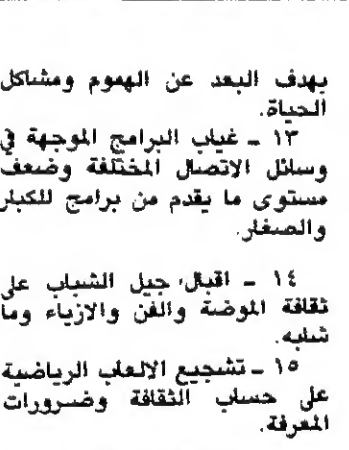 بهدف البعد عن الهموم ومشاكل
الحياة.
١٣ ـ غياب البرامج الموجهة في
وسائل الاتصال المختلفة وضعف
مستوى ما يقدم من برامج للكبار
والصغار.
١٤ ـ اقبال جيل الشباب على
ثقافة الموضة والفن والازياء وما
شابه.
١٥ ـ تشجيع الالعاب الرياضية
على حساب الثقافة وضرورات
المعرفة.